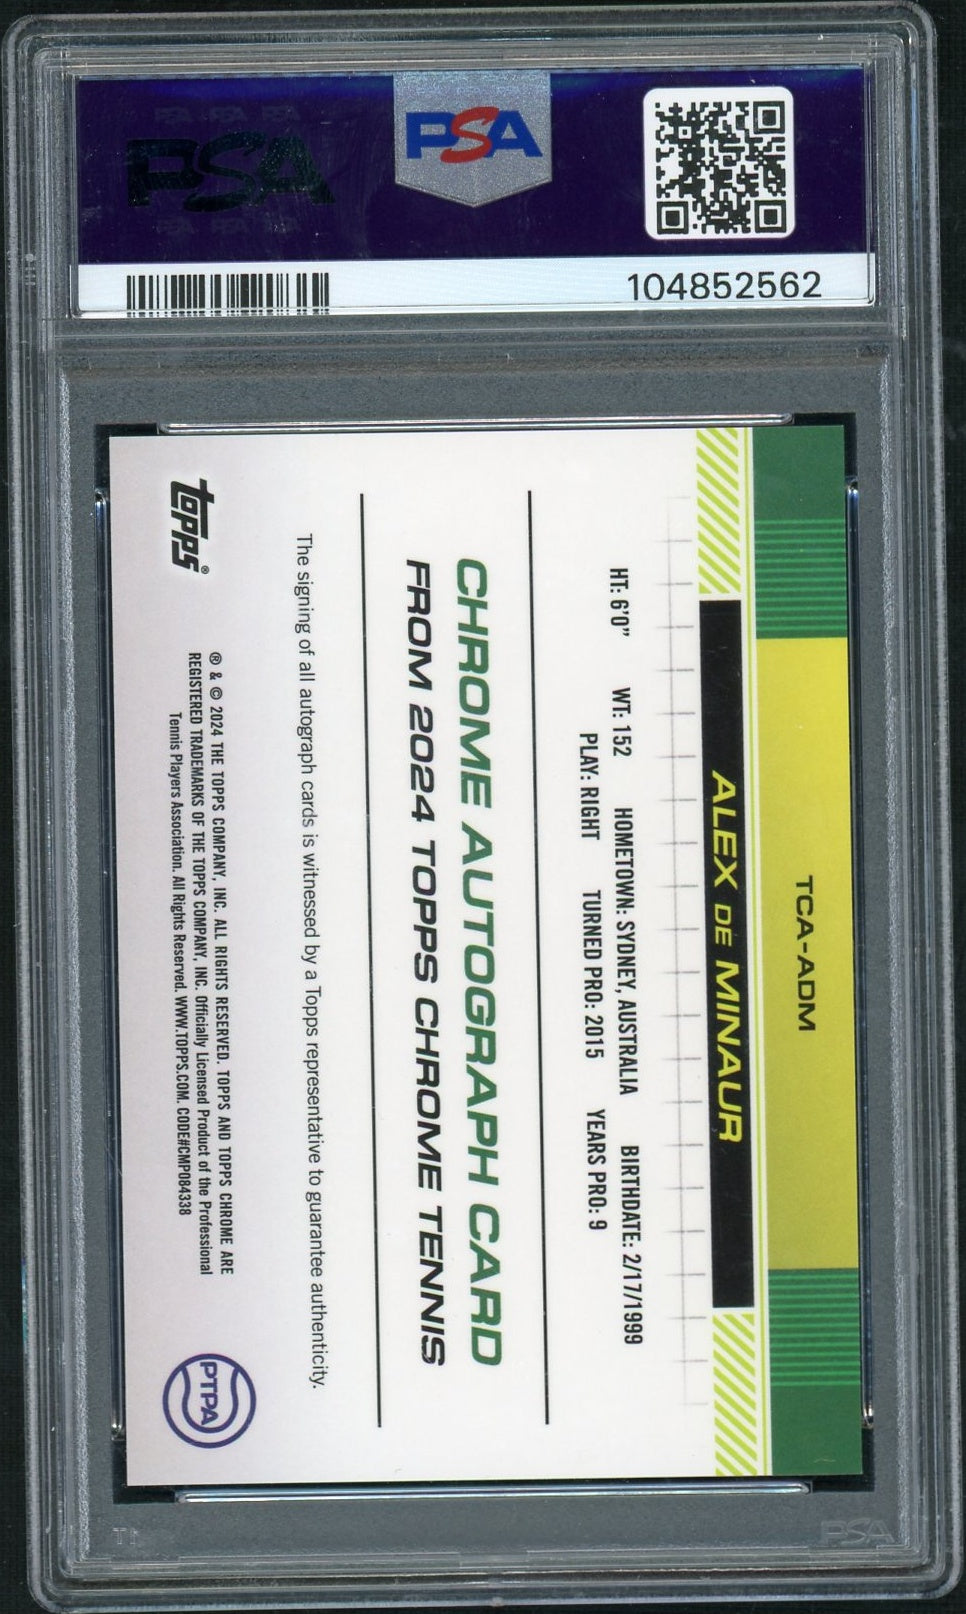 PSA
PSA
104852562
TCA-ADM
ALEX DE MINAUR
HT: 6'0" WT: 152 HOMETOWN: SYDNEY, AUSTRALIA BIRTHDATE: 2/17/1999
PLAY: RIGHT TURNED PRO: 2015 YEARS PRO: 9
CHROME AUTOGRAPH CARD
FROM 2024 TOPPS CHROME TENNIS
The signing of all autograph cards is witnessed by a Topps representative to guarantee authenticity.
topps®
® & © 2024 THE TOPPS COMPANY, INC. ALL RIGHTS RESERVED. TOPPS AND TOPPS CHROME ARE
REGISTERED TRADEMARKS OF THE TOPPS COMPANY, INC. Officially Licensed Product of the Professional
Tennis Players Association. All Rights Reserved. WWW.TOPPS.COM. CODE#CMP084338
PTPA
PSA